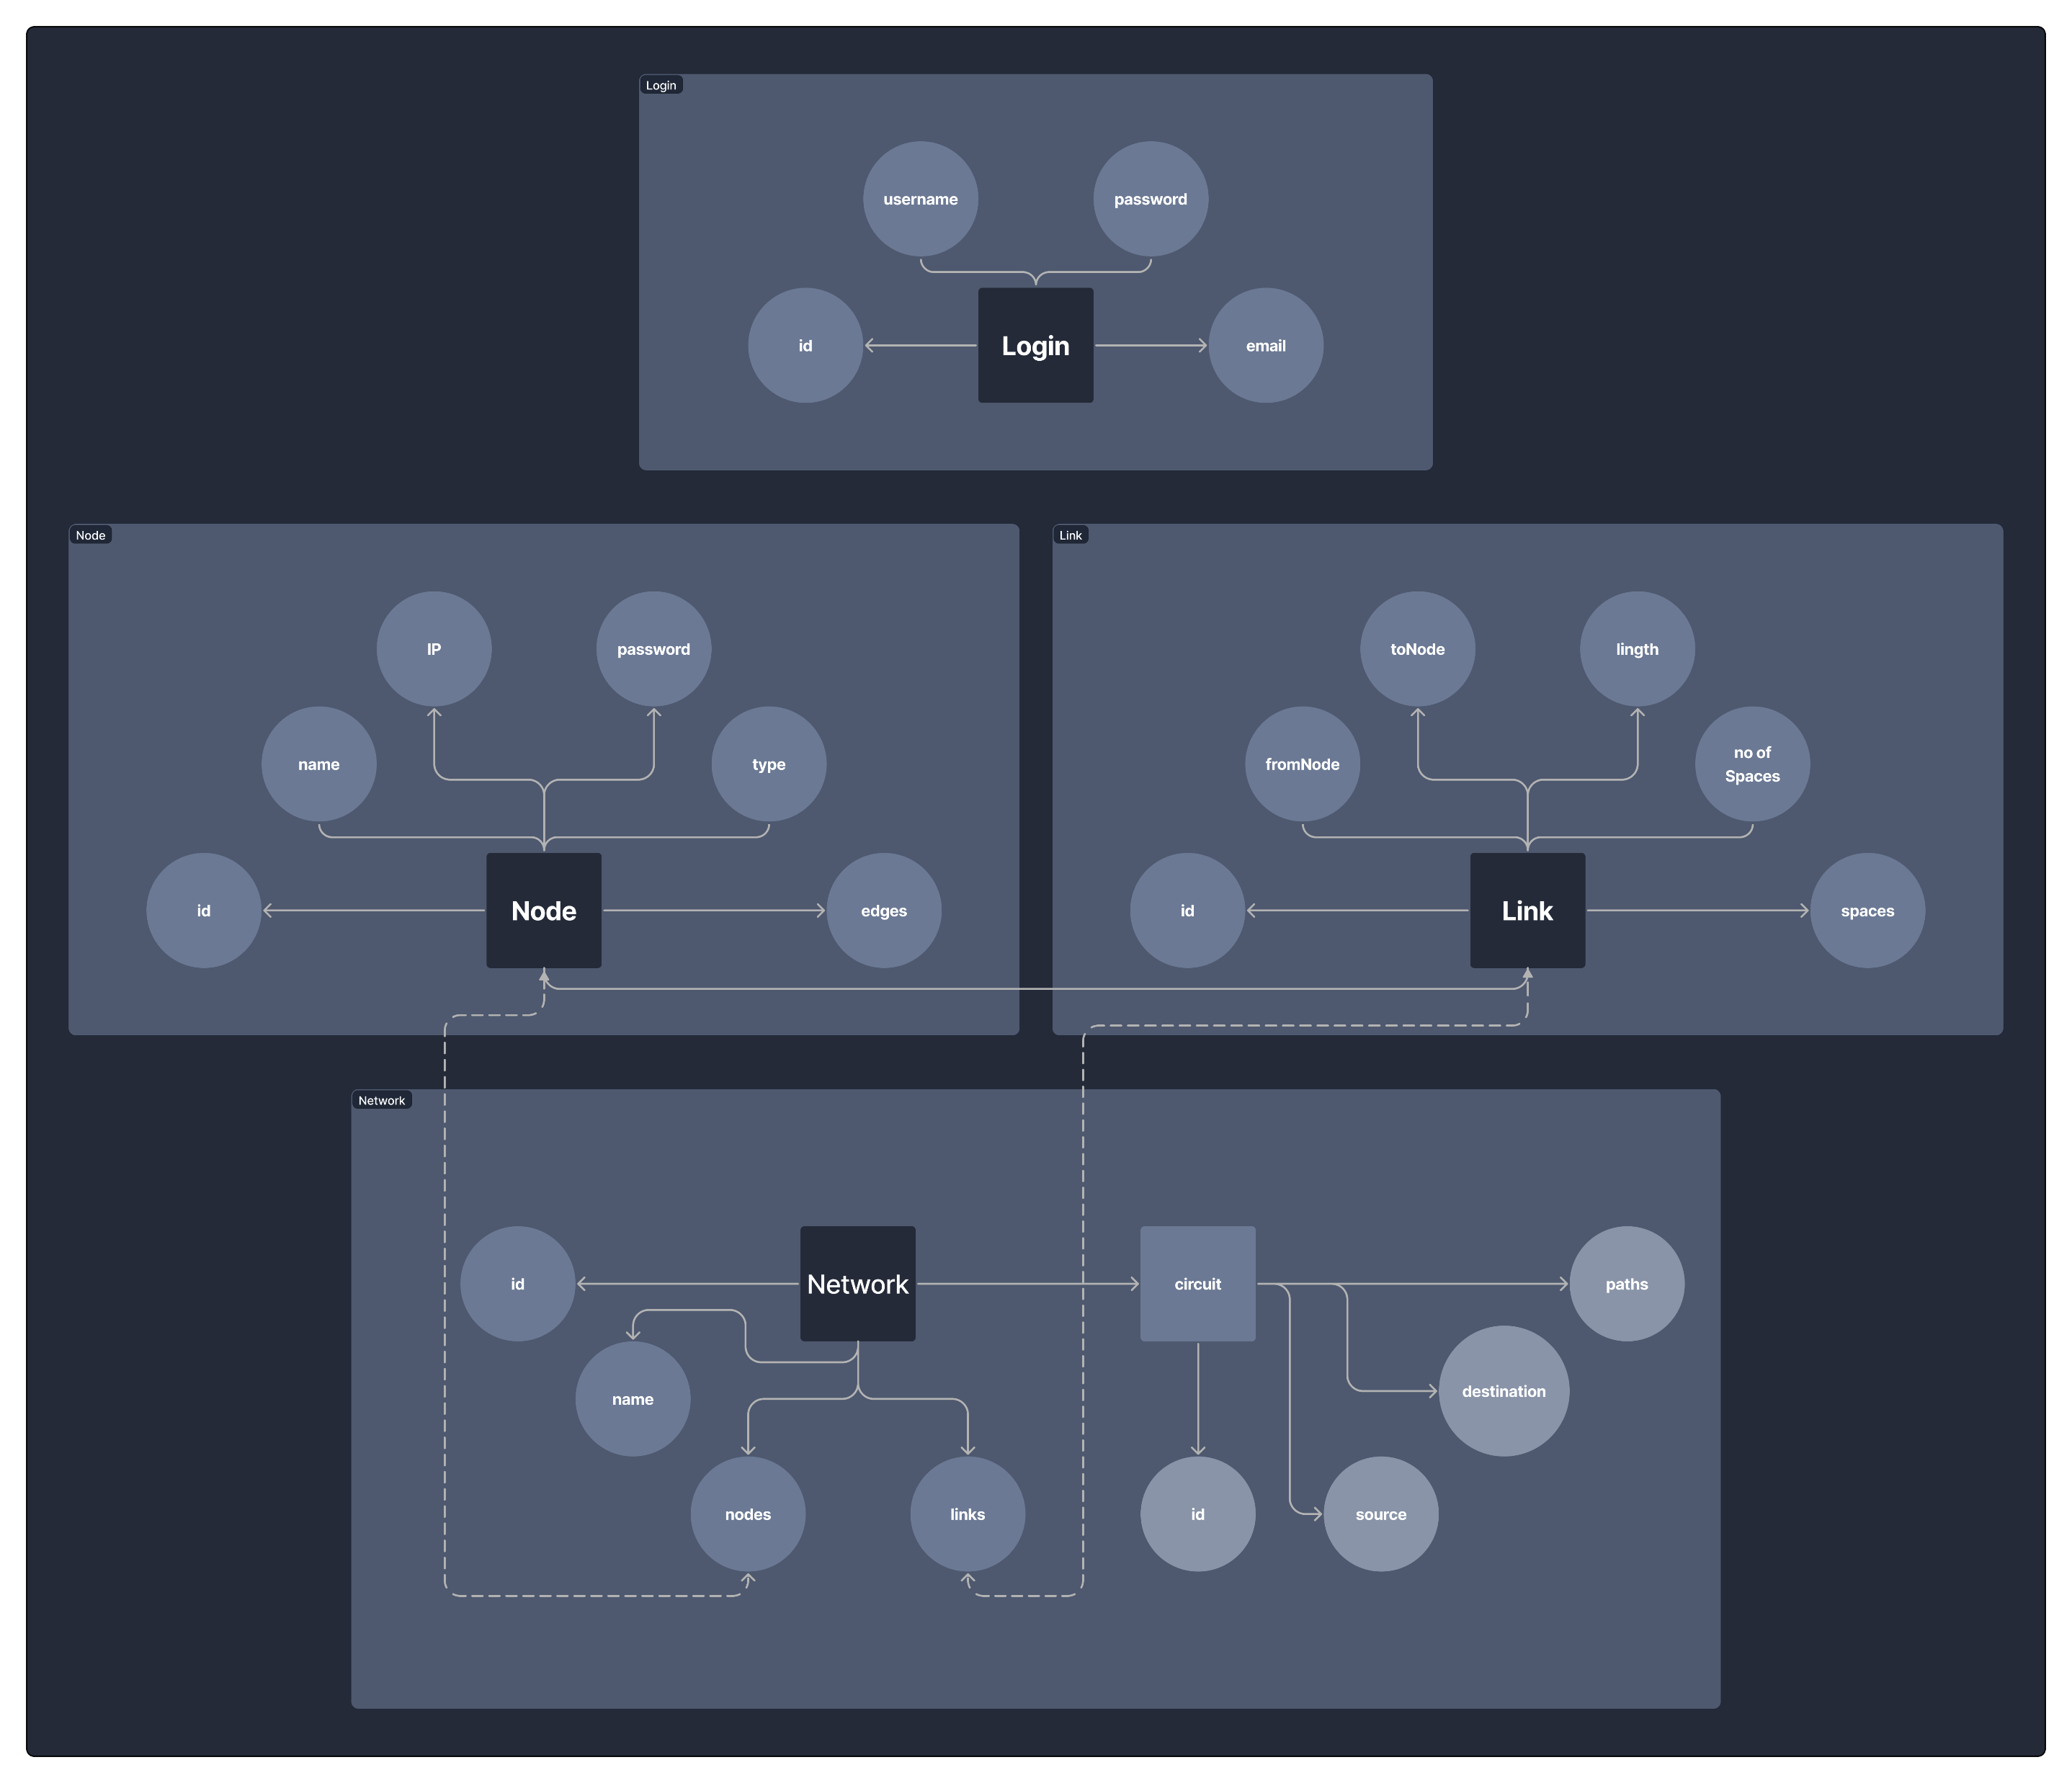 Login
username
password
id
Login
email
Node
IP
password
name
type
id
Node
edges
Link
toNode
lingth
fromNode
no of
Spaces
id
Link
spaces
Network
id
Network
circuit
paths
name
destination
nodes
links
id
source